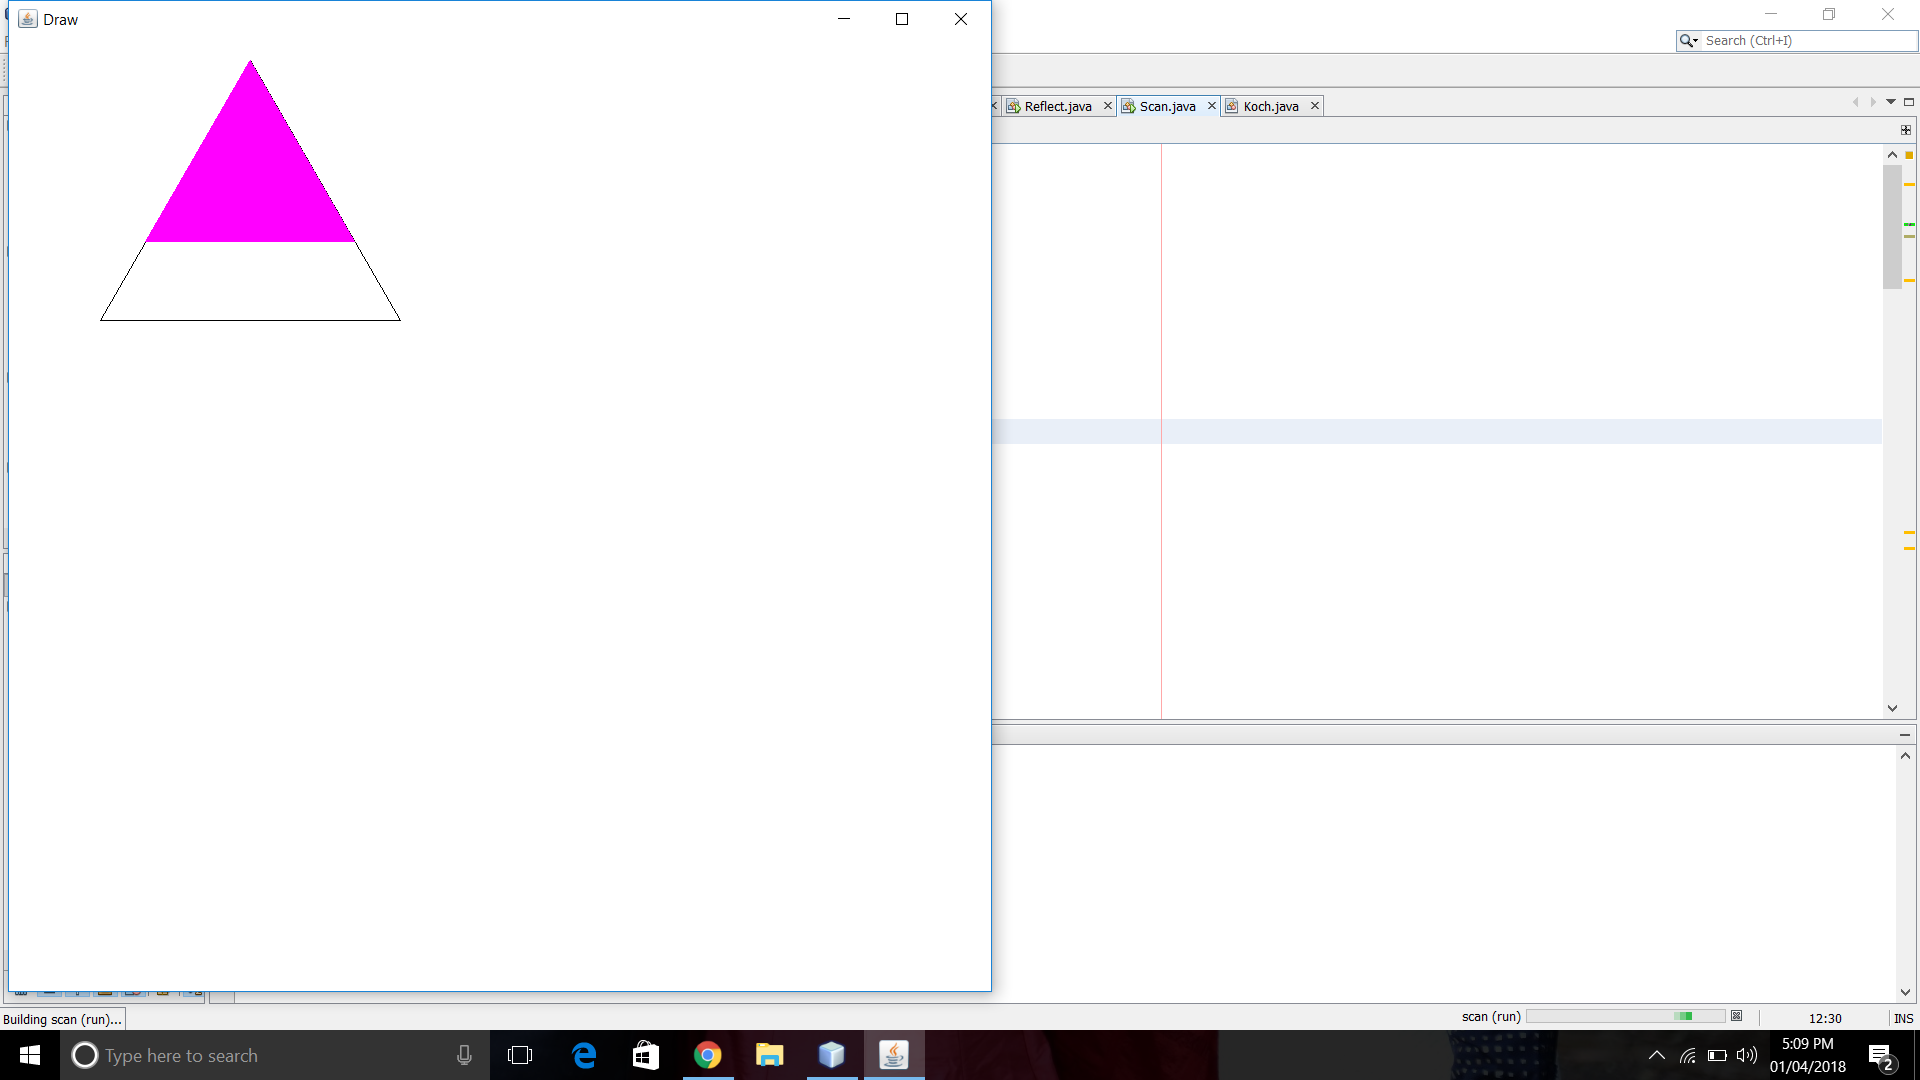 Draw
Search (Ctrl+I)
Reflect.java
Scan.java
Koch.java
Building scan (run)...
scan (run)
12:30
INS
Type here to search
5:09 PM
01/04/2018
2